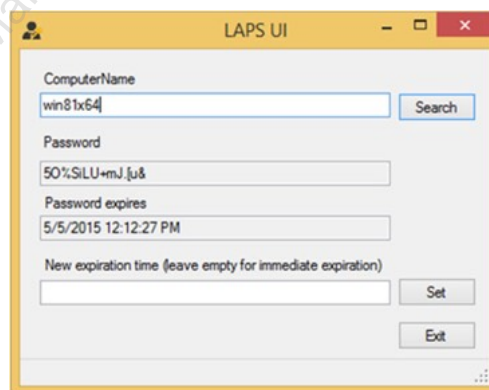 LAPS UI
ComputerName
win81x64
Search
Password
5O%SiLU+mJ.[u&
Password expires
5/5/2015 12:12:27 PM
New expiration time (leave empty for immediate expiration)
Set
Exit